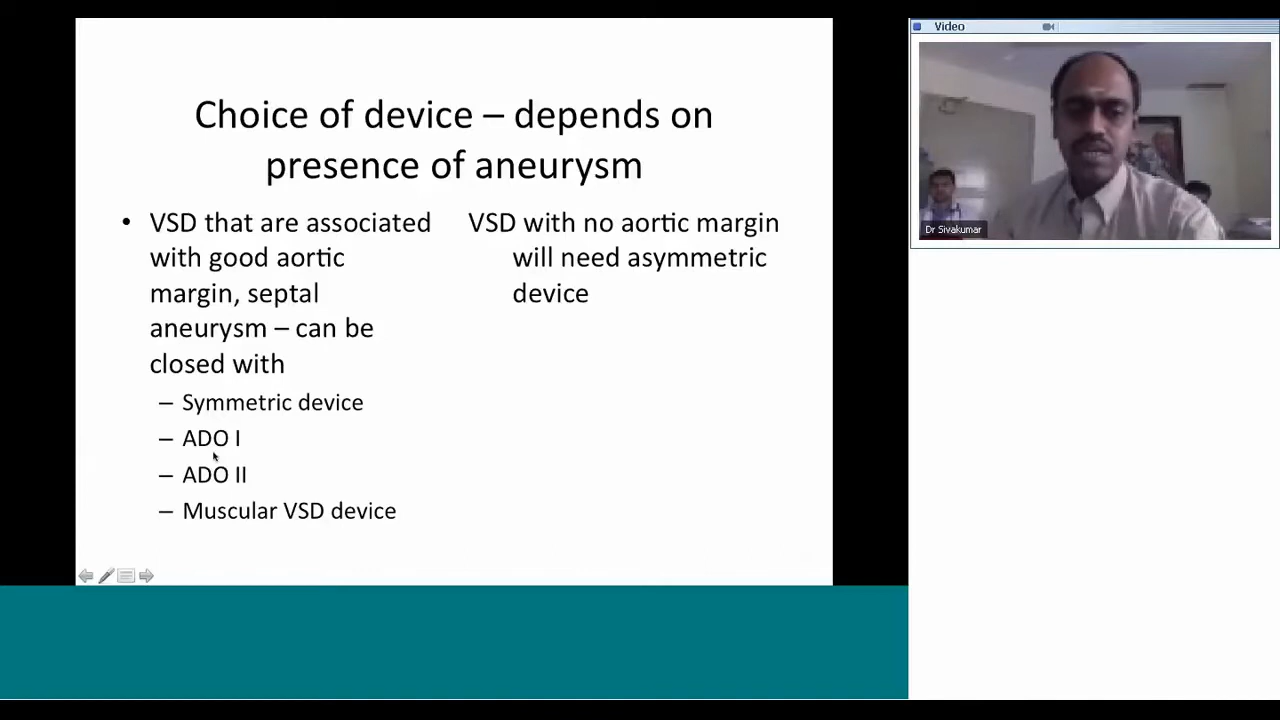 Choice of device – depends on
presence of aneurysm
• VSD that are associated
with good aortic
margin, septal
aneurysm – can be
closed with
– Symmetric device
– ADO I
– ADO II
– Muscular VSD device
VSD with no aortic margin
will need asymmetric
device
Video
Dr Sivakumar